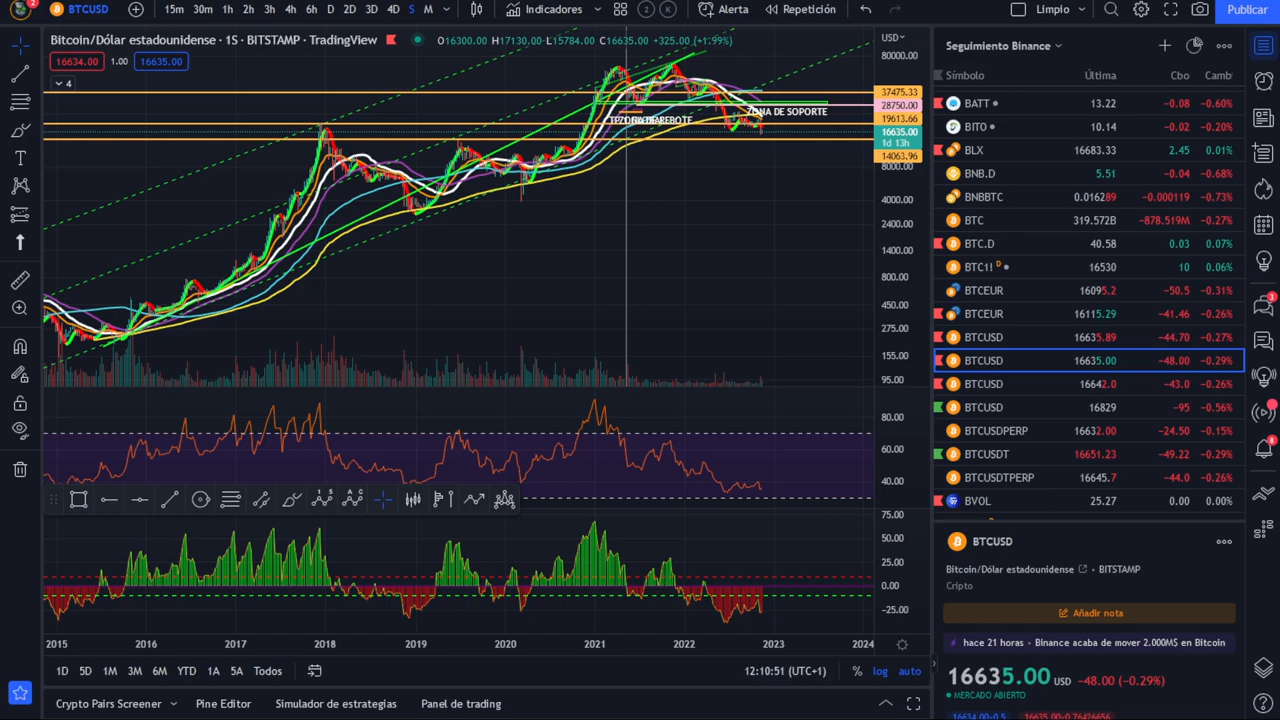 2
BTCUSD
15m 30m 1h 2h 3h 4h 6h D 2D 3D 4D S M
Indicadores
2
Alerta
Repetición
Limpio
Publicar
Bitcoin/Dólar estadounidense · 1S · BITSTAMP · TradingView
O16300.00 H17130.00 L15784.00 C16635.00 +325.00 (+1.99%)
USD
16634.00 1.00 16635.00
4
80000.00
37475.33
28750.00
19613.66
16635.00
1d 13h
14063.96
8000.00
4000.00
2400.00
1400.00
800.00
450.00
275.00
155.00
95.00
ZONA DE SOPORTE
80.00
60.00
40.00
75.00
50.00
25.00
0.00
−25.00
2015 2016 2017 2018 2019 2020 2021 2022 2023 2024
1D 5D 1M 3M 6M YTD 1A 5A Todos
12:10:51 (UTC+1) % log auto
Crypto Pairs Screener Pine Editor Simulador de estrategias Panel de trading
Seguimiento Binance
Símbolo Última Cbo Camb
BATT 13.22 −0.08 −0.60%
BITO 10.14 −0.02 −0.20%
BLX 16683.33 2.45 0.01%
BNB.D 5.51 −0.04 −0.68%
BNBBTC 0.016289 −0.000119 −0.73%
BTC 319.572B −878.519M −0.27%
BTC.D 40.58 0.03 0.07%
BTC1! D 16530 10 0.06%
BTCEUR 16095.2 −50.5 −0.31%
BTCEUR 16115.29 −41.46 −0.26%
BTCUSD 16635.89 −44.70 −0.27%
BTCUSD 16635.00 −48.00 −0.29%
BTCUSD 16642.0 −43.0 −0.26%
BTCUSD 16829 −95 −0.56%
BTCUSDPERP 16632.00 −24.50 −0.15%
BTCUSDT 16651.23 −49.22 −0.29%
BTCUSDTPERP 16645.7 −44.0 −0.26%
BVOL 25.27 0.00 0.00%
BTCUSD
Bitcoin/Dólar estadounidense · BITSTAMP
Cripto
Añadir nota
hace 21 horas · Binance acaba de mover 2.000M$ en Bitcoin
16635.00 USD −48.00 (−0.29%)
MERCADO ABIERTO
3
8